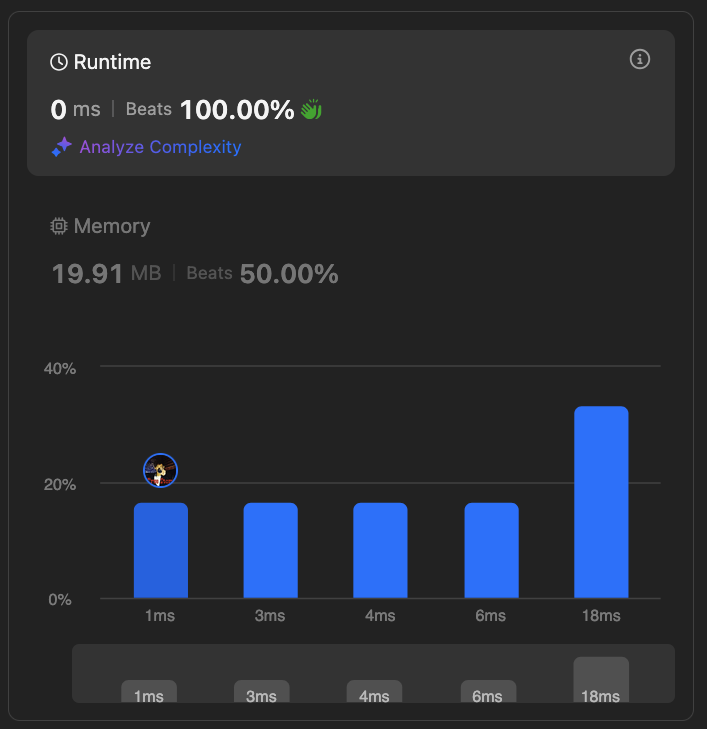 Runtime
0 ms | Beats 100.00%
Analyze Complexity
Memory
19.91 MB | Beats 50.00%
40%
20%
0%
1ms 3ms 4ms 6ms 18ms
1ms 3ms 4ms 6ms 18ms